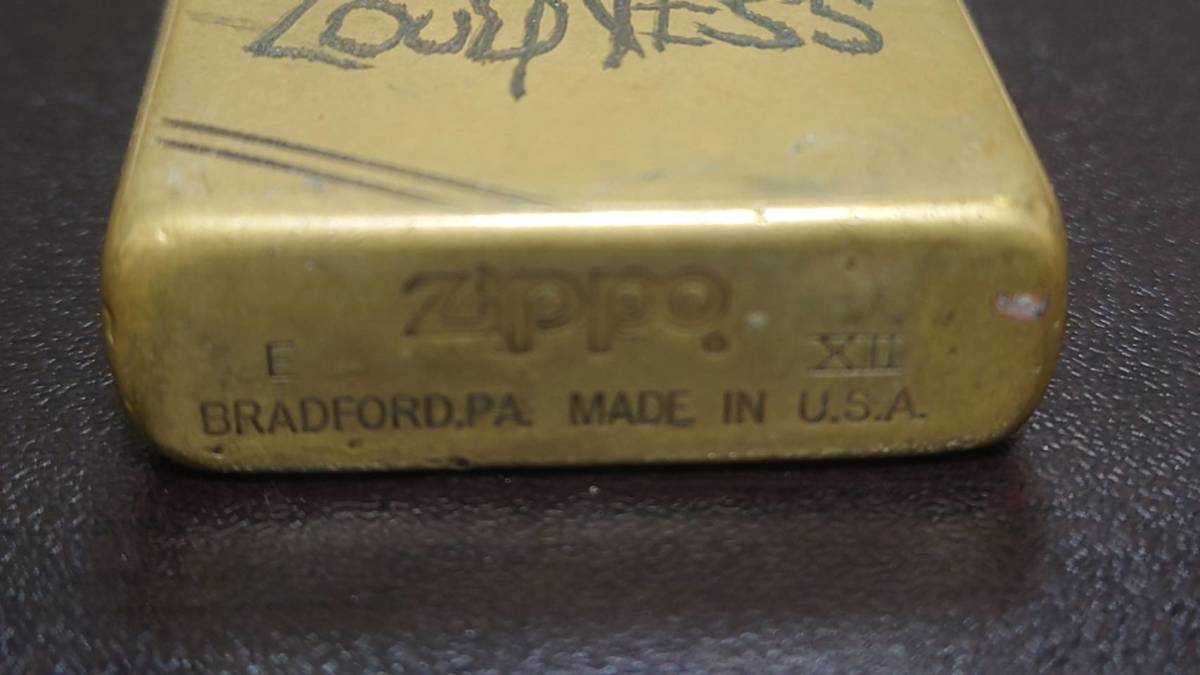 LOUDNESS
Zippo
E XII
BRADFORD,PA. MADE IN U.S.A.